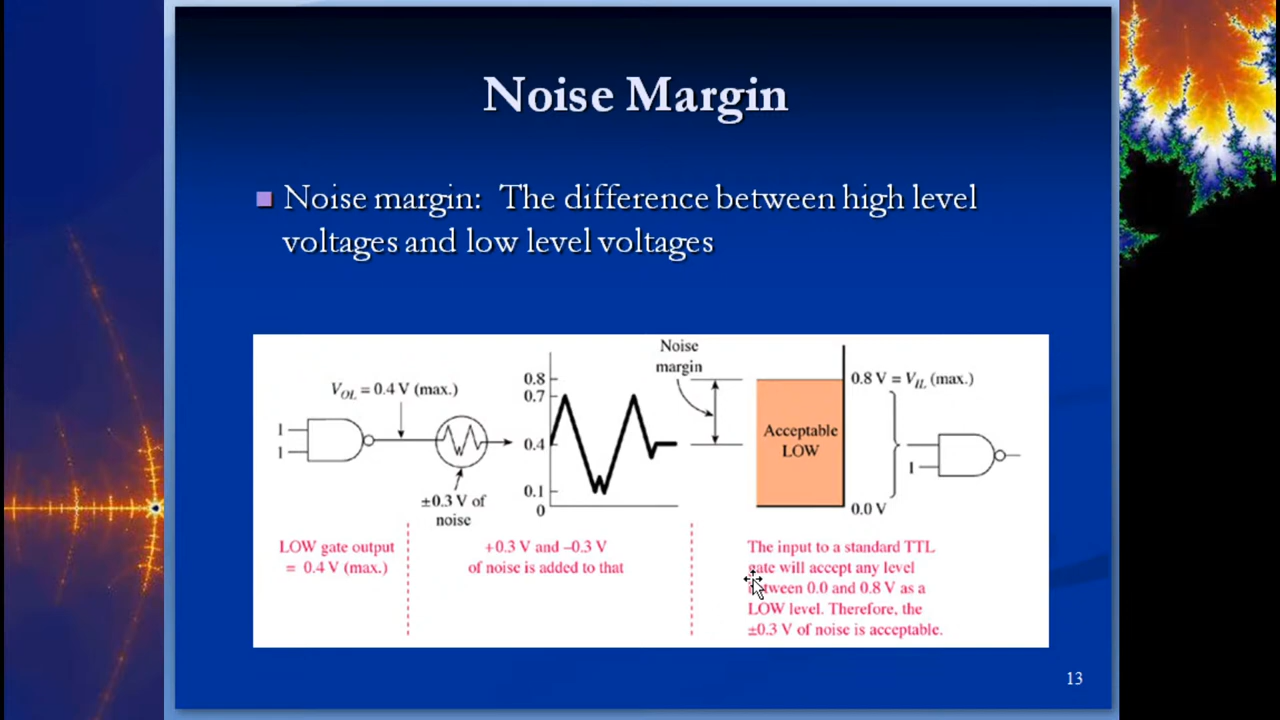 Noise Margin
Noise margin: The difference between high level
voltages and low level voltages
Noise
margin
V_OL = 0.4 V (max.)
1
1
±0.3 V of
noise
0.8
0.7
0.4
0.1
0
Acceptable
LOW
0.8 V = V_IL (max.)
1
0.0 V
LOW gate output
= 0.4 V (max.)
+0.3 V and –0.3 V
of noise is added to that
The input to a standard TTL
gate will accept any level
between 0.0 and 0.8 V as a
LOW level. Therefore, the
±0.3 V of noise is acceptable.
13